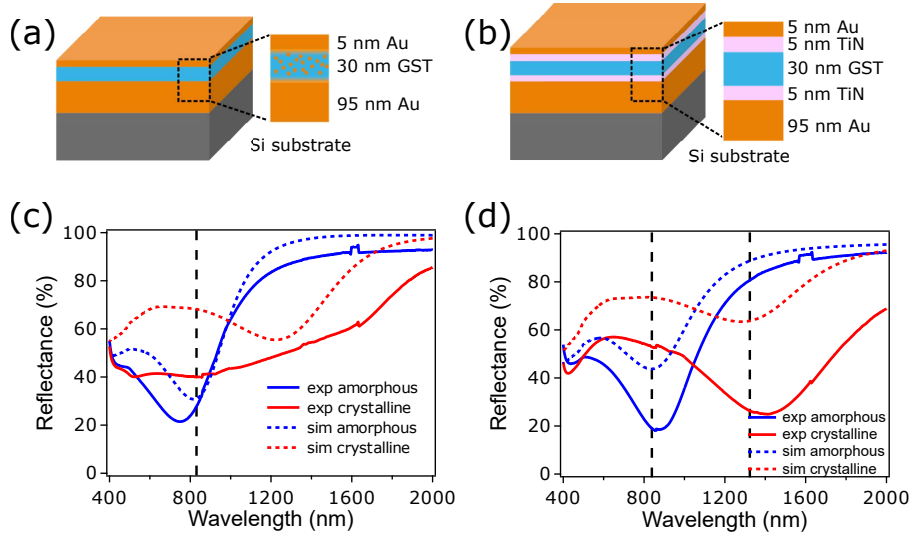 (a)
5 nm Au
30 nm GST
95 nm Au
Si substrate
(b)
5 nm Au
5 nm TiN
30 nm GST
5 nm TiN
95 nm Au
Si substrate
(c)
100
80
60
40
20
0
Reflectance (%)
exp amorphous
exp crystalline
sim amorphous
sim crystalline
400 800 1200 1600 2000
Wavelength (nm)
(d)
100
80
60
40
20
0
Reflectance (%)
exp amorphous
exp crystalline
sim amorphous
sim crystalline
400 800 1200 1600 2000
Wavelength (nm)